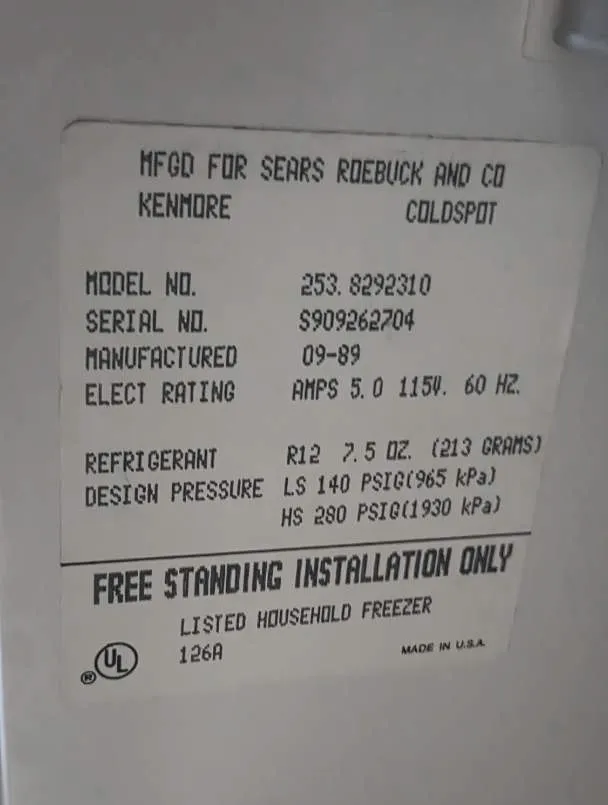 MFGD FOR SEARS ROEBUCK AND CO
KENMORE COLDSPOT
MODEL NO. 253.8292310
SERIAL NO. S909262704
MANUFACTURED 09-89
ELECT RATING AMPS 5.0 115V. 60 HZ.
REFRIGERANT R12 7.5 OZ. (213 GRAMS)
DESIGN PRESSURE LS 140 PSIG(965 kPa)
HS 280 PSIG(1930 kPa)
FREE STANDING INSTALLATION ONLY
LISTED HOUSEHOLD FREEZER
® UL 126A MADE IN U.S.A.